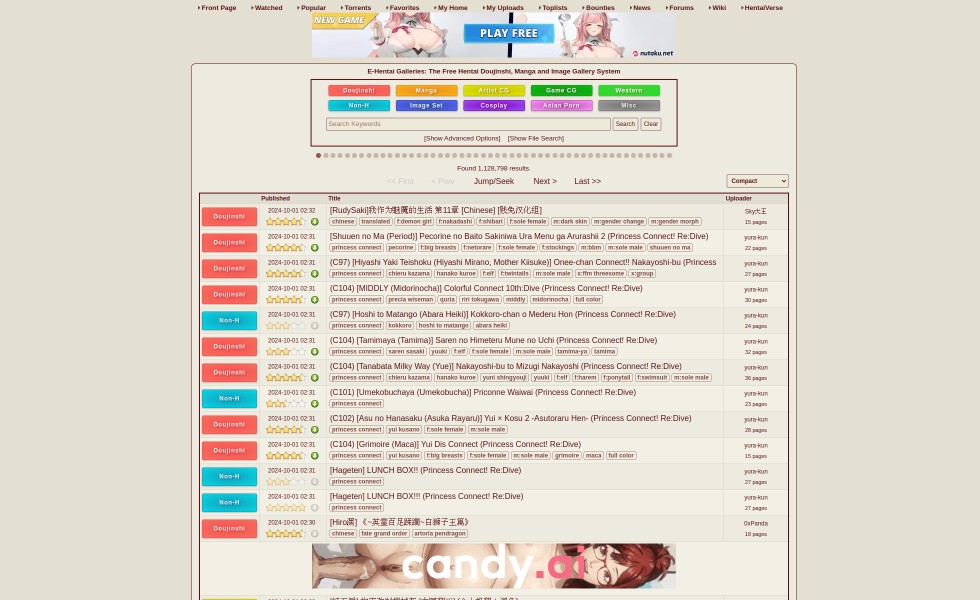 Front Page Watched Popular Torrents Favorites My Home My Uploads Toplists Bounties News Forums Wiki HentaiVerse
NEW GAME
PLAY FREE
nutaku.net
E-Hentai Galleries: The Free Hentai Doujinshi, Manga and Image Gallery System
Doujinshi Manga Artist CG Game CG Western
Non-H Image Set Cosplay Asian Porn Misc
Search Keywords Search Clear
[Show Advanced Options] [Show File Search]
Found 1,128,798 results.
<< First < Prev Jump/Seek Next > Last >> Compact
Published Title Uploader
Doujinshi 2024-10-01 02:32 [RudySaki]我作为魅魔的生活 第11章 [Chinese] [贱兔汉化组] Sky大王
chinese translated f:demon girl f:nakadashi f:shibari f:sole female m:dark skin m:gender change m:gender morph 15 pages
Doujinshi 2024-10-01 02:31 [Shuuen no Ma (Period)] Pecorine no Baito Sakiniwa Ura Menu ga Arurashii 2 (Princess Connect! Re:Dive) yura-kun
princess connect pecorine f:big breasts f:netorare f:sole female f:stockings m:bbm m:sole male shuuen no ma 22 pages
Doujinshi 2024-10-01 02:31 (C97) [Hiyashi Yaki Teishoku (Hiyashi Mirano, Mother Kiisuke)] Onee-chan Connect!! Nakayoshi-bu (Princess yura-kun
princess connect chieru kazama hanako kuroe f:elf f:twintails m:sole male x:ffm threesome x:group 27 pages
Doujinshi 2024-10-01 02:31 (C104) [MIDDLY (Midorinocha)] Colorful Connect 10th:Dive (Princess Connect! Re:Dive) yura-kun
princess connect precia wiseman quria riri tokugawa middly midorinocha full color 30 pages
Non-H 2024-10-01 02:31 (C97) [Hoshi to Matango (Abara Heiki)] Kokkoro-chan o Mederu Hon (Princess Connect! Re:Dive) yura-kun
princess connect kokkoro hoshi to matango abara heiki 24 pages
Doujinshi 2024-10-01 02:31 (C104) [Tamimaya (Tamima)] Saren no Himeteru Mune no Uchi (Princess Connect! Re:Dive) yura-kun
princess connect saren sasaki yuuki f:elf f:sole female m:sole male tamima-ya tamima 32 pages
Doujinshi 2024-10-01 02:31 (C104) [Tanabata Milky Way (Yue)] Nakayoshi-bu to Mizugi Nakayoshi (Princess Connect! Re:Dive) yura-kun
princess connect chieru kazama hanako kuroe yuni shingyouji yuuki f:elf f:harem f:ponytail f:swimsuit m:sole male 36 pages
Non-H 2024-10-01 02:31 (C101) [Umekobuchaya (Umekobucha)] Priconne Waiwai (Princess Connect! Re:Dive) yura-kun
princess connect 23 pages
Doujinshi 2024-10-01 02:31 (C102) [Asu no Hanasaku (Asuka Rayaru)] Yui × Kosu 2 -Asutoraru Hen- (Princess Connect! Re:Dive) yura-kun
princess connect yui kusano f:sole female m:sole male 28 pages
Doujinshi 2024-10-01 02:31 (C104) [Grimoire (Maca)] Yui Dis Connect (Princess Connect! Re:Dive) yura-kun
princess connect yui kusano f:big breasts f:sole female m:sole male grimoire maca full color 15 pages
Non-H 2024-10-01 02:31 [Hageten] LUNCH BOX!! (Princess Connect! Re:Dive) yura-kun
princess connect 27 pages
Non-H 2024-10-01 02:31 [Hageten] LUNCH BOX!!! (Princess Connect! Re:Dive) yura-kun
princess connect 27 pages
Doujinshi 2024-10-01 02:30 0xPanda
chinese fate grand order artoria pendragon 18 pages
candy.ai